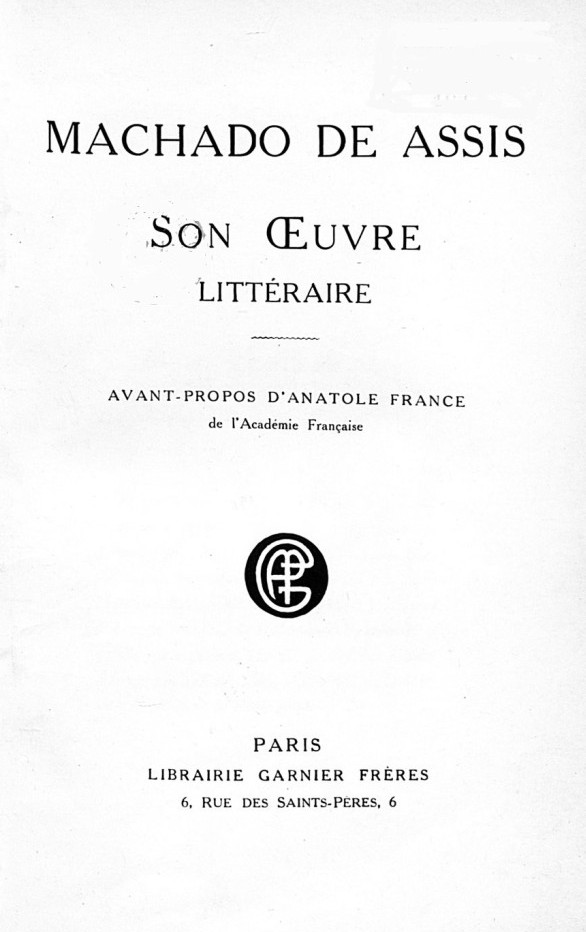 MACHADO DE ASSIS
SON ŒUVRE
LITTÉRAIRE
AVANT-PROPOS D'ANATOLE FRANCE
de l'Académie Française
PARIS
LIBRAIRIE GARNIER FRÈRES
6, RUE DES SAINTS-PÈRES, 6